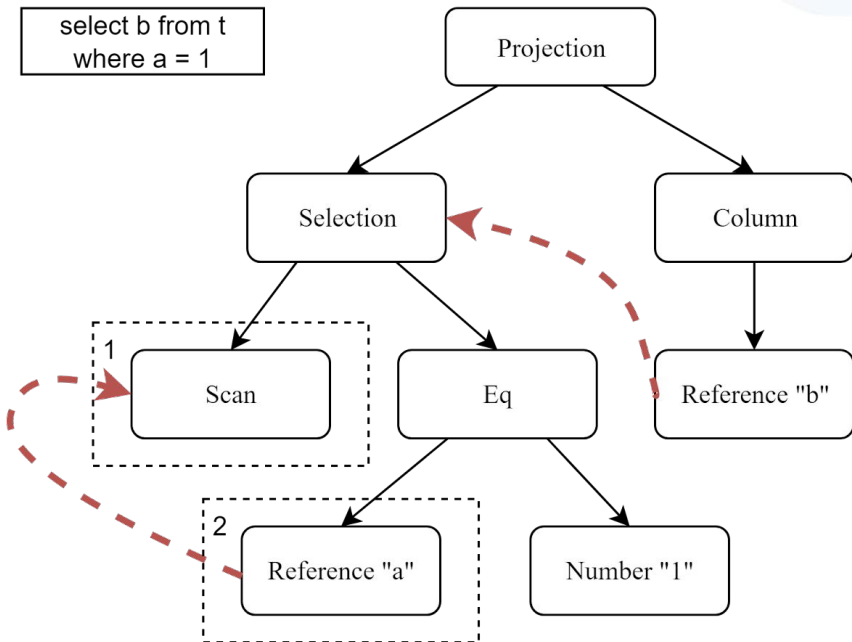 select b from t
where a = 1
Projection
Selection
Column
1
Scan
Eq
Reference "b"
2
Reference "a"
Number "1"